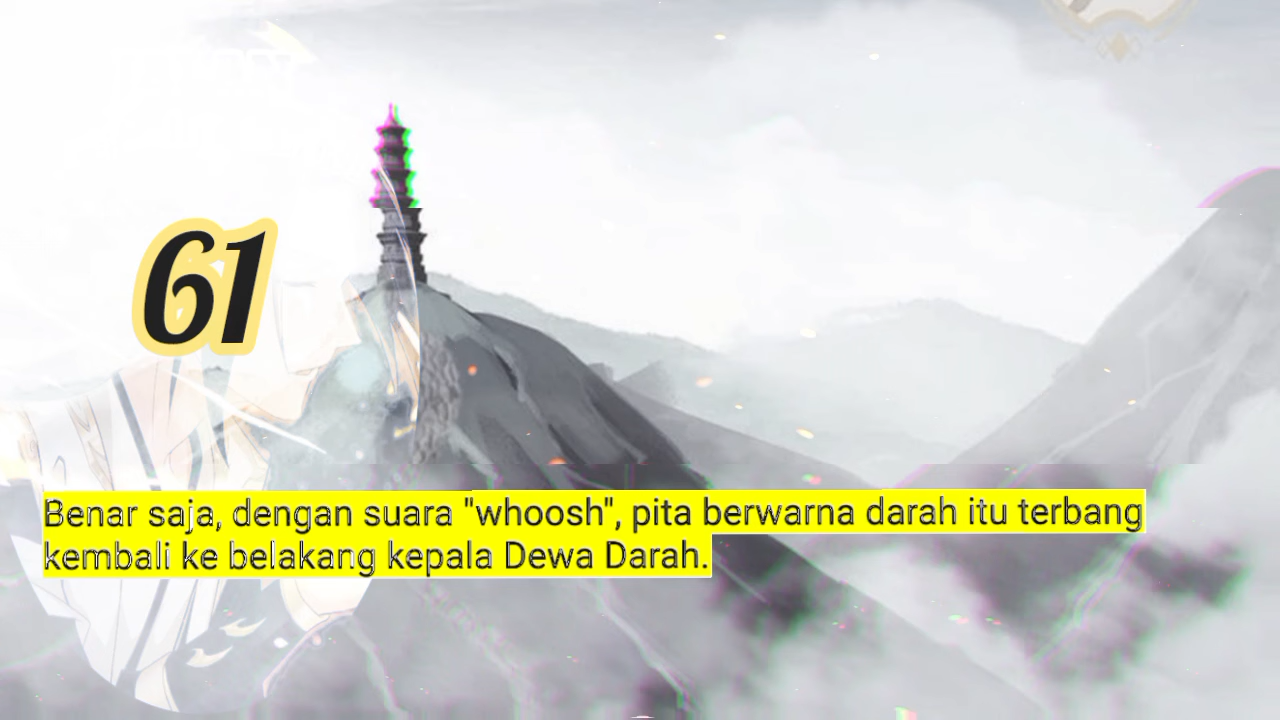 61
Benar saja, dengan suara "whoosh", pita berwarna darah itu terbang
kembali ke belakang kepala Dewa Darah.